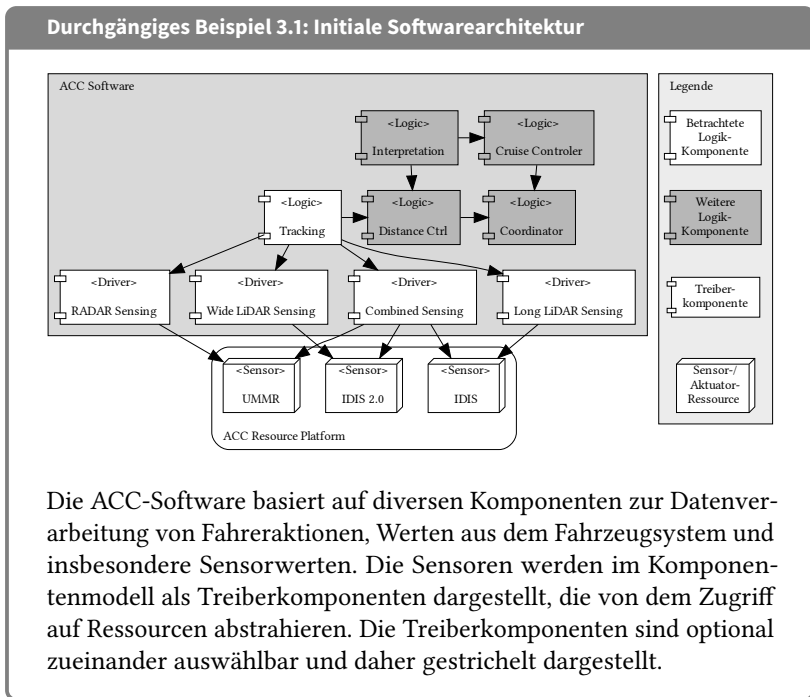 Durchgängiges Beispiel 3.1: Initiale Softwarearchitektur
ACC Software
<Logic>
Interpretation
<Logic>
Cruise Controler
<Logic>
Tracking
<Logic>
Distance Ctrl
<Logic>
Coordinator
<Driver>
RADAR Sensing
<Driver>
Wide LiDAR Sensing
<Driver>
Combined Sensing
<Driver>
Long LiDAR Sensing
<Sensor>
UMMR
<Sensor>
IDIS 2.0
<Sensor>
IDIS
ACC Resource Platform
Legende
Betrachtete
Logik-
Komponente
Weitere
Logik-
Komponente
Treiber-
komponente
Sensor-/
Aktuator-
Ressource
Die ACC-Software basiert auf diversen Komponenten zur Datenver-
arbeitung von Fahreraktionen, Werten aus dem Fahrzeugsystem und
insbesondere Sensorwerten. Die Sensoren werden im Komponen-
tenmodell als Treiberkomponenten dargestellt, die von dem Zugriff
auf Ressourcen abstrahieren. Die Treiberkomponenten sind optional
zueinander auswählbar und daher gestrichelt dargestellt.